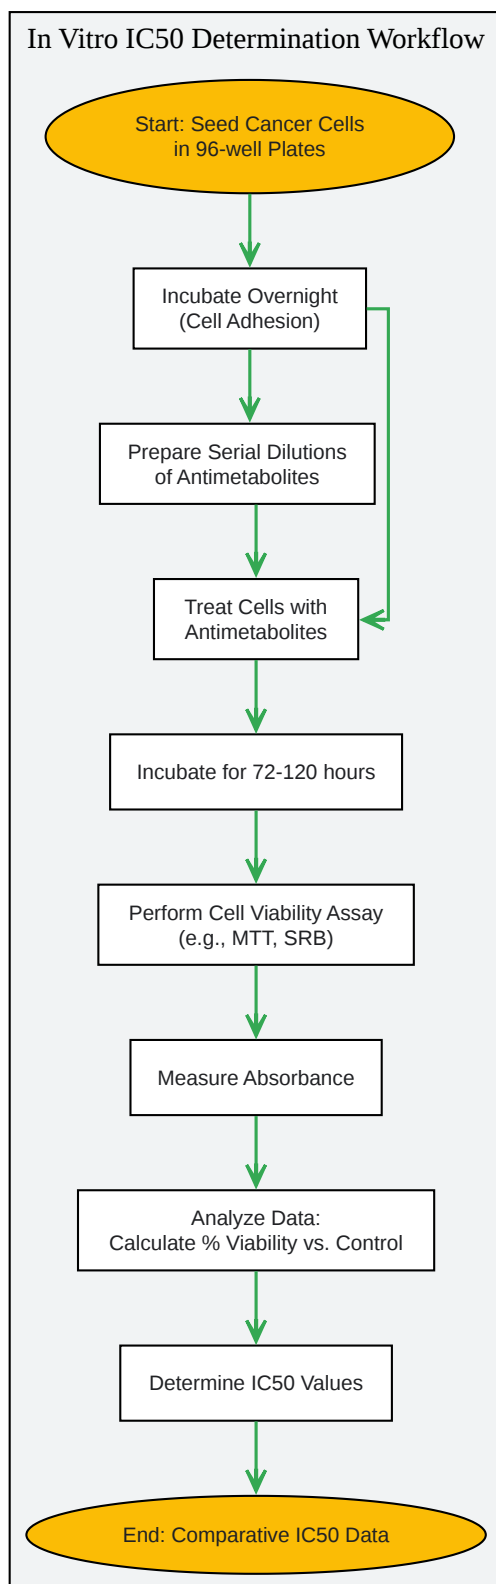 In Vitro IC50 Determination Workflow
Start: Seed Cancer Cells
in 96-well Plates
Incubate Overnight
(Cell Adhesion)
Prepare Serial Dilutions
of Antimetabolites
Treat Cells with
Antimetabolites
Incubate for 72-120 hours
Perform Cell Viability Assay
(e.g., MTT, SRB)
Measure Absorbance
Analyze Data:
Calculate % Viability vs. Control
Determine IC50 Values
End: Comparative IC50 Data